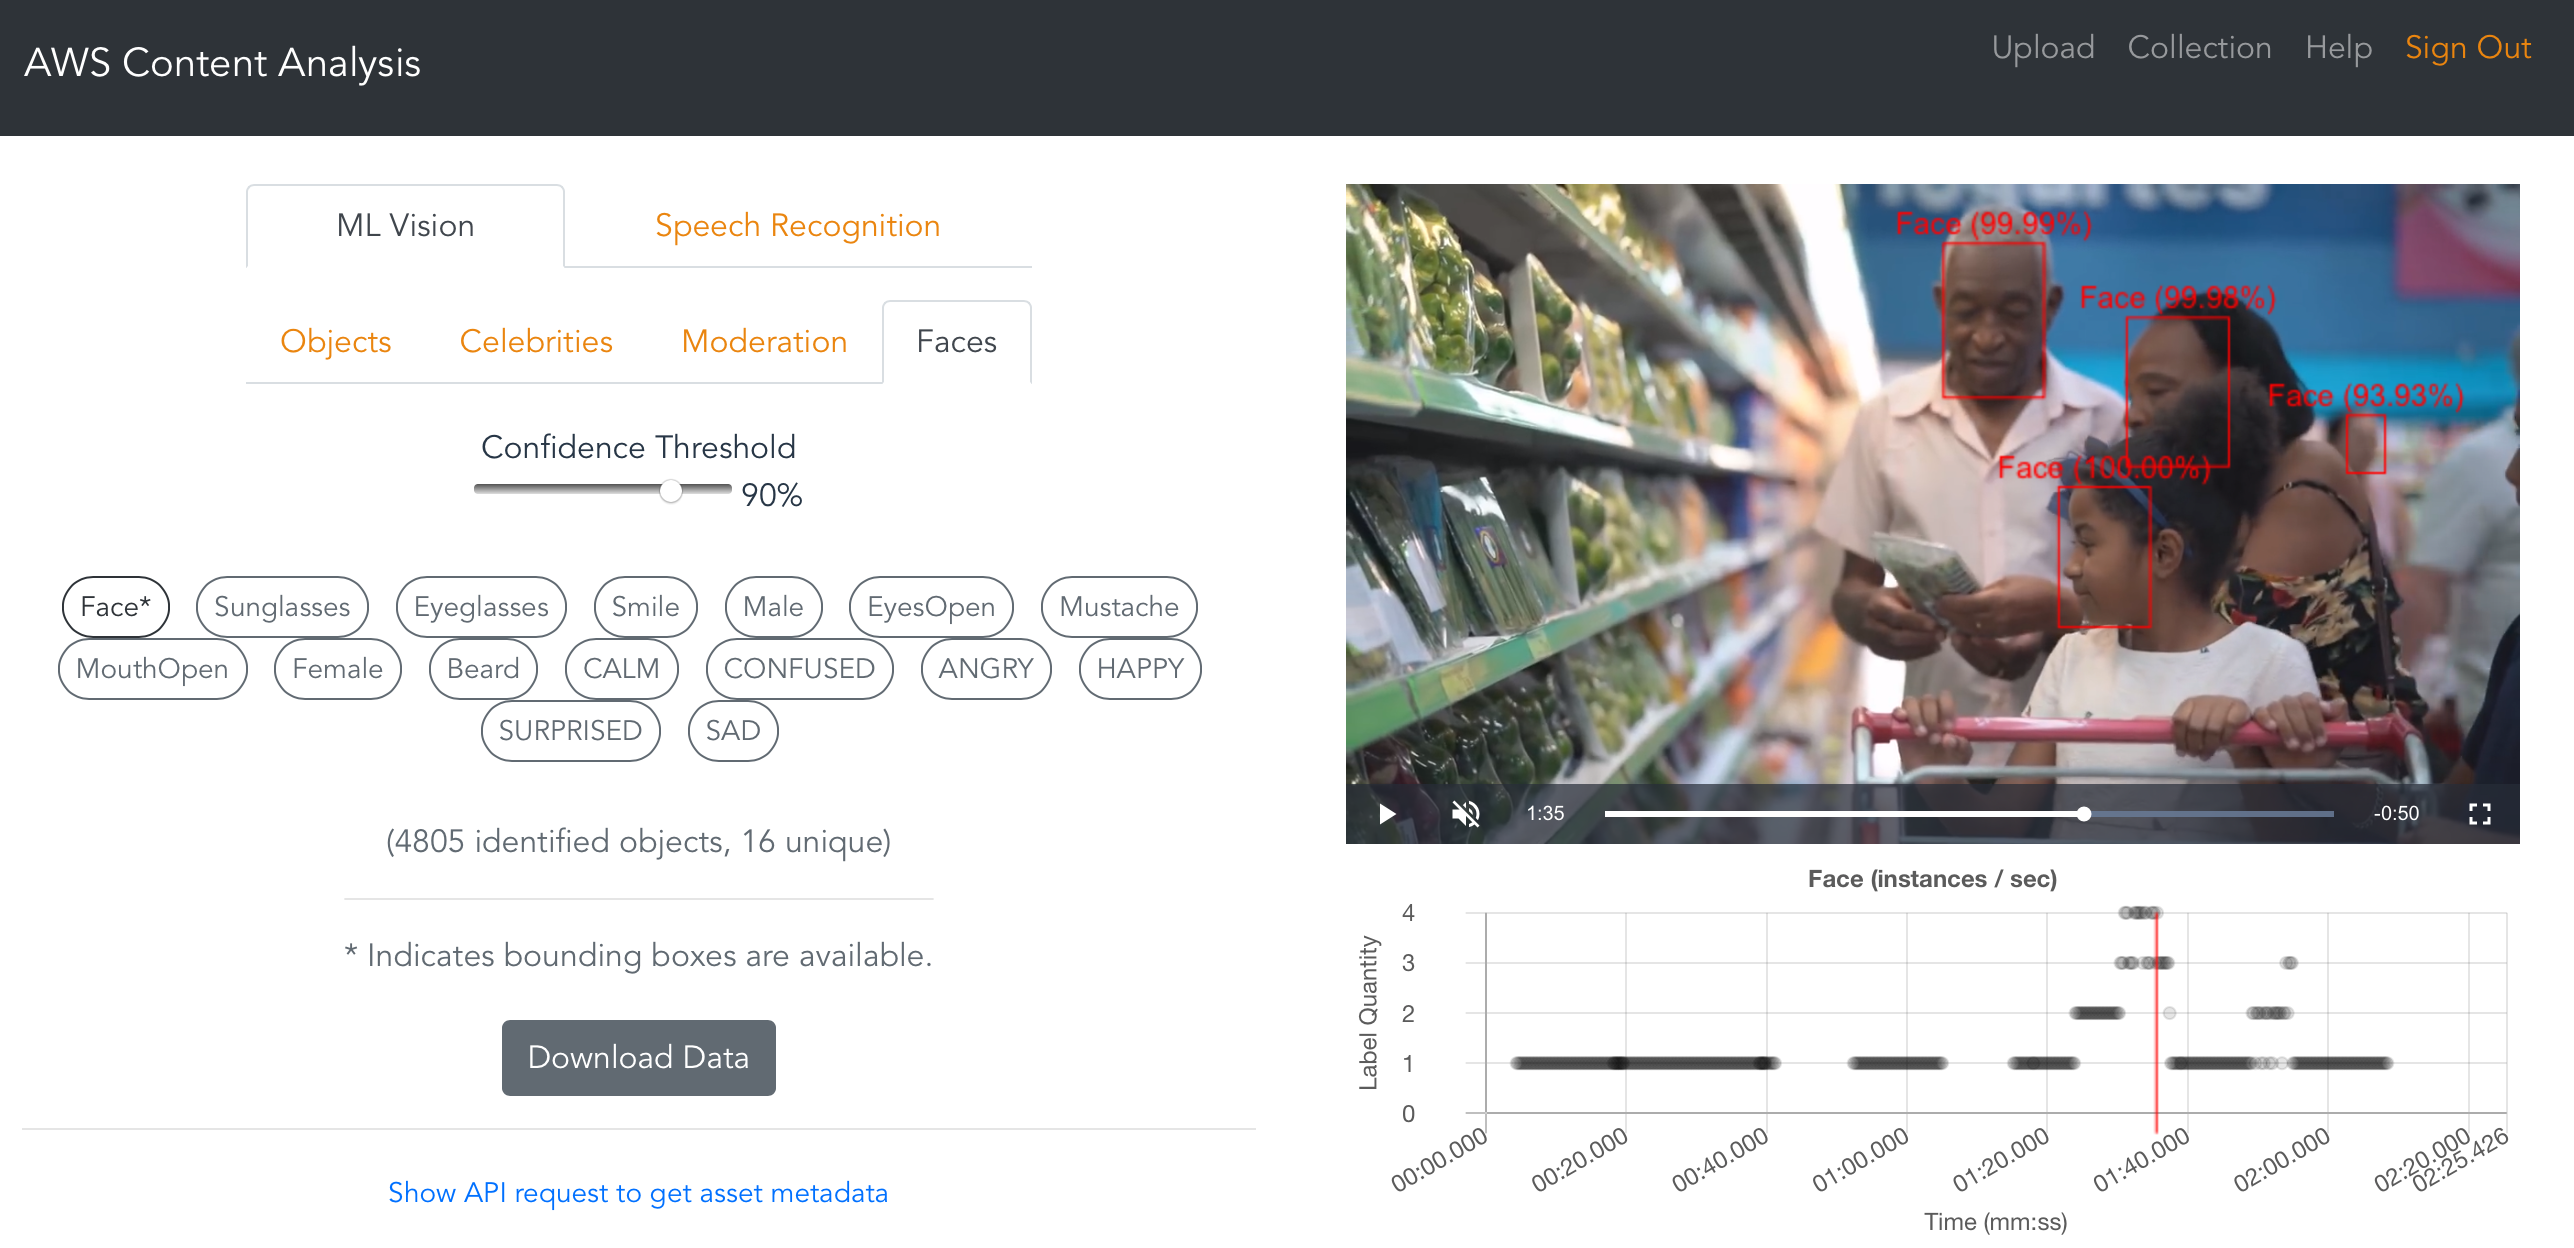 AWS Content Analysis
Upload Collection Help Sign Out
ML Vision Speech Recognition
Objects Celebrities Moderation Faces
Confidence Threshold
90%
Face* Sunglasses Eyeglasses Smile Male EyesOpen Mustache
MouthOpen Female Beard CALM CONFUSED ANGRY HAPPY
SURPRISED SAD
(4805 identified objects, 16 unique)
* Indicates bounding boxes are available.
Download Data
Show API request to get asset metadata
Face (99.99%)
Face (99.98%)
Face (93.93%)
Face (100.00%)
1:35 -0:50
Face (instances / sec)
Label Quantity
4
3
2
1
0
00:00.000 00:20.000 00:40.000 01:00.000 01:20.000 01:40.000 02:00.000 02:20.000 02:25.426
Time (mm:ss)